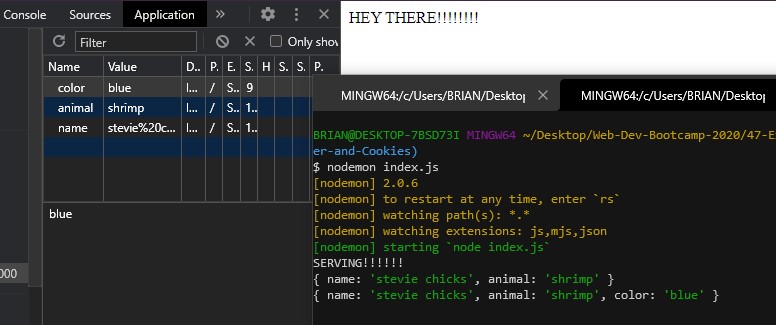 Console Sources Application
HEY THERE!!!!!!!!
Filter Only
Name Value D... P. E. S. H S. S. P.
color blue l... / S.. 9
animal shrimp l... / S.. 1..
name stevie%20c... l... / S.. 1..
blue
000
MINGW64:/c/Users/BRIAN/Desktop MINGW64:/c/Users/BRIAN/Desktop
BRIAN@DESKTOP-7BSD73I MINGW64 ~/Desktop/Web-Dev-Bootcamp-2020/47-E
er-and-Cookies)
$ nodemon index.js
[nodemon] 2.0.6
[nodemon] to restart at any time, enter `rs`
[nodemon] watching path(s): *.*
[nodemon] watching extensions: js,mjs,json
[nodemon] starting `node index.js`
SERVING!!!!!!
{ name: 'stevie chicks', animal: 'shrimp' }
{ name: 'stevie chicks', animal: 'shrimp', color: 'blue' }